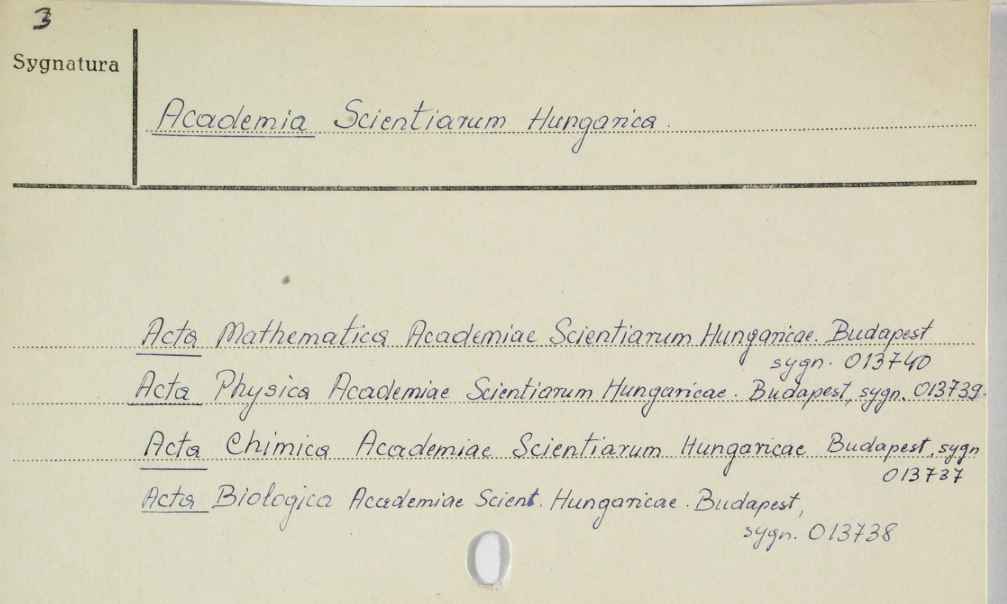 3
Sygnatura
Academia Scientiarum Hungarica.
Acta Mathematica Academiae Scientiarum Hungaricae. Budapest
sygn. 013740
Acta Physica Academiae Scientiarum Hungaricae. Budapest, sygn. 013739.
Acta Chimica Academiae Scientiarum Hungaricae Budapest, sygn
013737
Acta Biologica Academiae Scient. Hungaricae. Budapest,
sygn. 013738